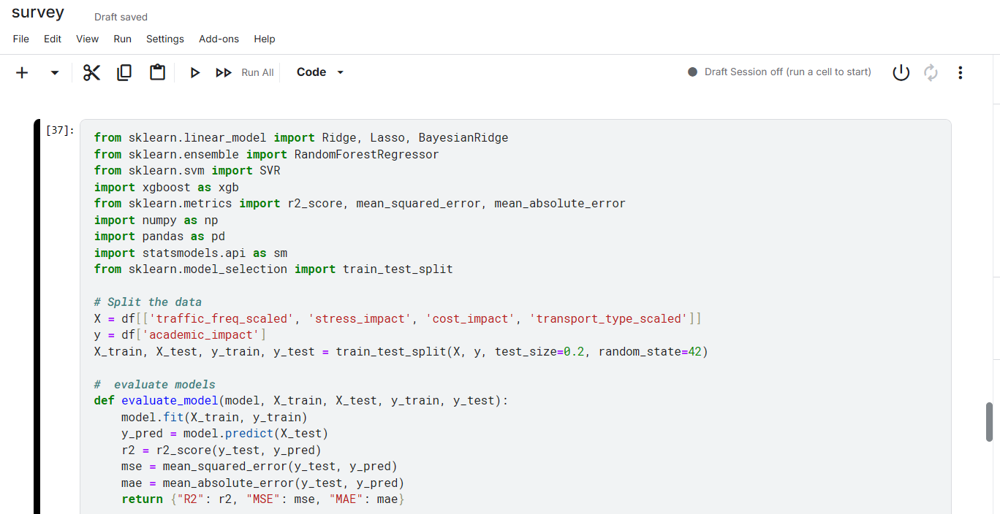 survey
Draft saved
File Edit View Run Settings Add-ons Help
Run All Code Draft Session off (run a cell to start)
[37]:
from sklearn.linear_model import Ridge, Lasso, BayesianRidge
from sklearn.ensemble import RandomForestRegressor
from sklearn.svm import SVR
import xgboost as xgb
from sklearn.metrics import r2_score, mean_squared_error, mean_absolute_error
import numpy as np
import pandas as pd
import statsmodels.api as sm
from sklearn.model_selection import train_test_split

# Split the data
X = df[['traffic_freq_scaled', 'stress_impact', 'cost_impact', 'transport_type_scaled']]
y = df['academic_impact']
X_train, X_test, y_train, y_test = train_test_split(X, y, test_size=0.2, random_state=42)

#  evaluate models
def evaluate_model(model, X_train, X_test, y_train, y_test):
    model.fit(X_train, y_train)
    y_pred = model.predict(X_test)
    r2 = r2_score(y_test, y_pred)
    mse = mean_squared_error(y_test, y_pred)
    mae = mean_absolute_error(y_test, y_pred)
    return {"R2": r2, "MSE": mse, "MAE": mae}